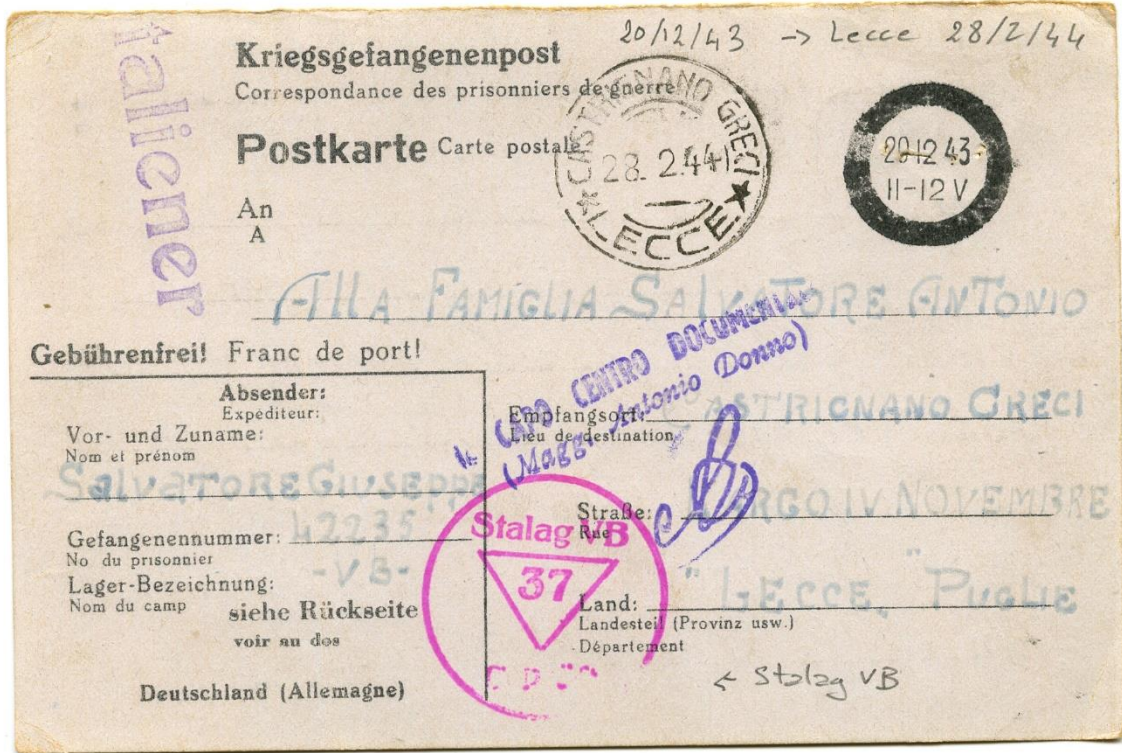 20/12/43 → Lecce 28/2/44
Italiener
Kriegsgefangenenpost
Correspondance des prisonniers de guerre
Postkarte Carte postale
CASTRIGNANO GRECI
28. 2.44
★ LECCE ★
2012 43
11-12 V
An
A
Alla Famiglia Salvatore Antonio
Gebührenfrei! Franc de port!
IL CAPO CENTRO DOCUMENTA
(Magg. Antonio Donno)
Absender:
Expéditeur:
Vor- und Zuname:
Nom et prénom
Salvatore Giuseppe
Gefangenennummer: 42235
No du prisonnier
-VB-
Lager-Bezeichnung:
Nom du camp
siehe Rückseite
voir au dos
Deutschland (Allemagne)
Empfangsort: Castrignano Greci
Lieu de destination
Straße: Largo IV Novembre
Rue
Land: "Lecce" Puglie
Landesteil (Provinz usw.)
Département
Stalag VB
37
← Stalag VB